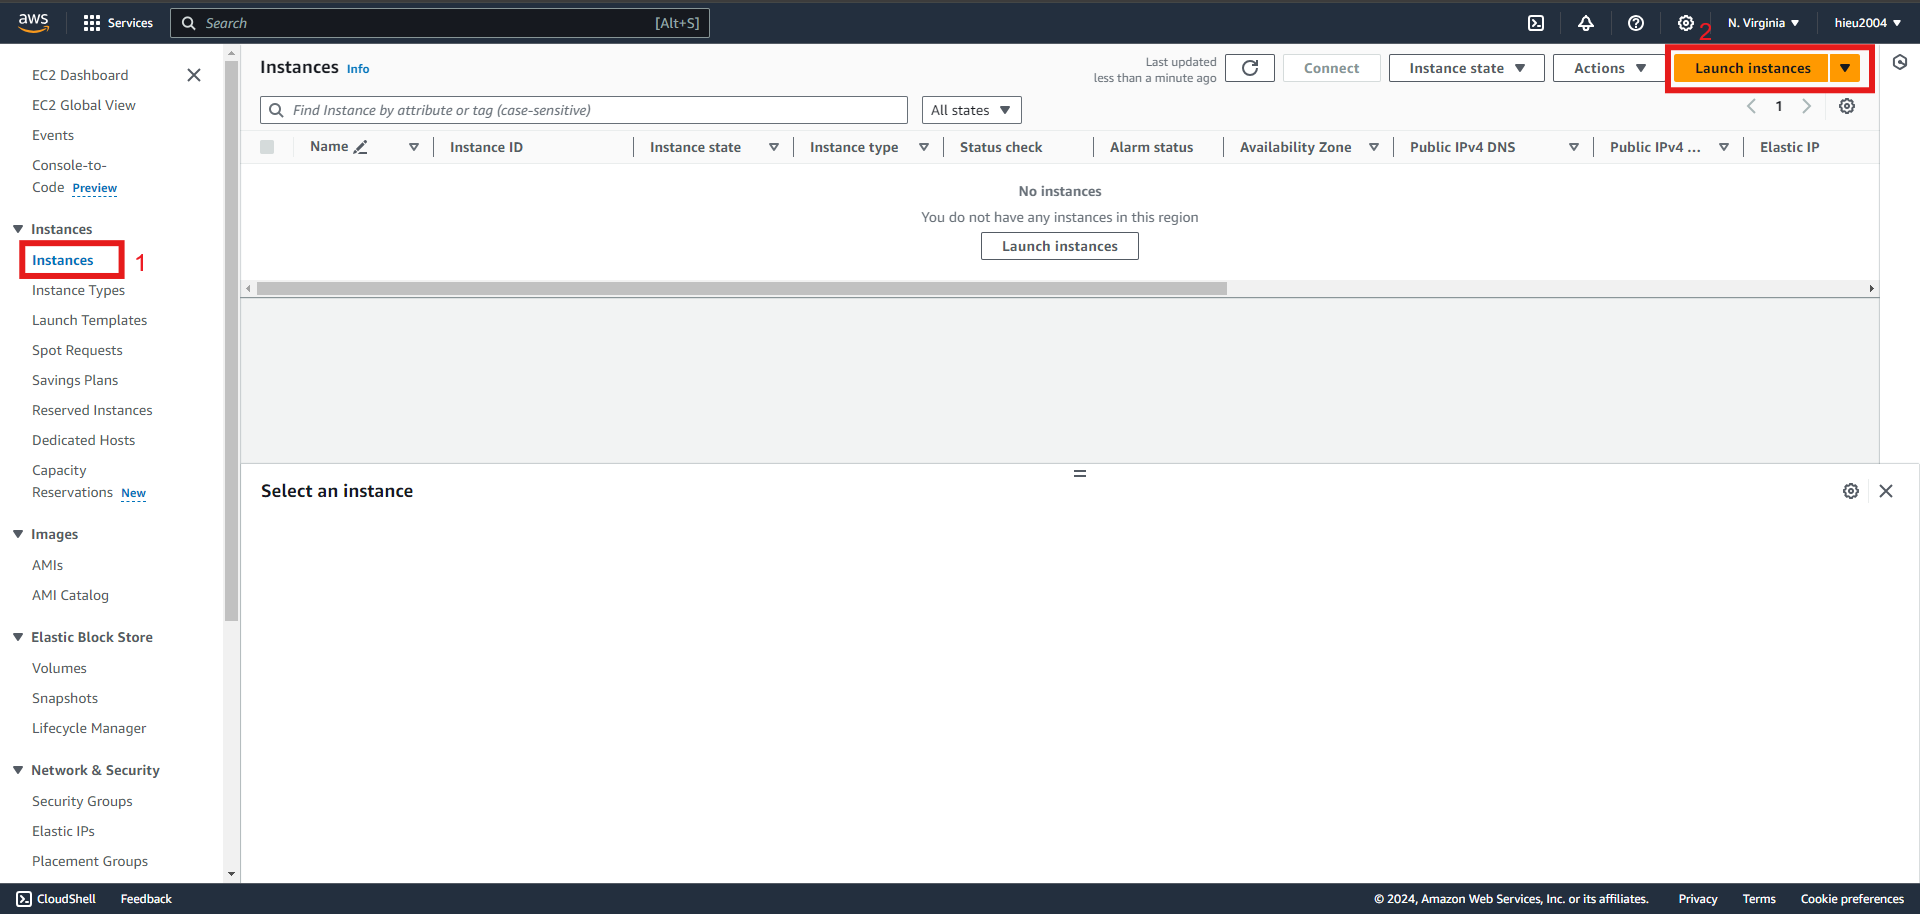 aws
Services
Search
[Alt+S]
2
N. Virginia
hieu2004
EC2 Dashboard
EC2 Global View
Events
Console-to-
Code Preview
Instances
Instances
1
Instance Types
Launch Templates
Spot Requests
Savings Plans
Reserved Instances
Dedicated Hosts
Capacity
Reservations New
Images
AMIs
AMI Catalog
Elastic Block Store
Volumes
Snapshots
Lifecycle Manager
Network & Security
Security Groups
Elastic IPs
Placement Groups
Instances Info
Last updated
less than a minute ago
Connect
Instance state
Actions
Launch instances
Find Instance by attribute or tag (case-sensitive)
All states
1
Name
Instance ID
Instance state
Instance type
Status check
Alarm status
Availability Zone
Public IPv4 DNS
Public IPv4 ...
Elastic IP
No instances
You do not have any instances in this region
Launch instances
Select an instance
CloudShell
Feedback
© 2024, Amazon Web Services, Inc. or its affiliates.
Privacy
Terms
Cookie preferences